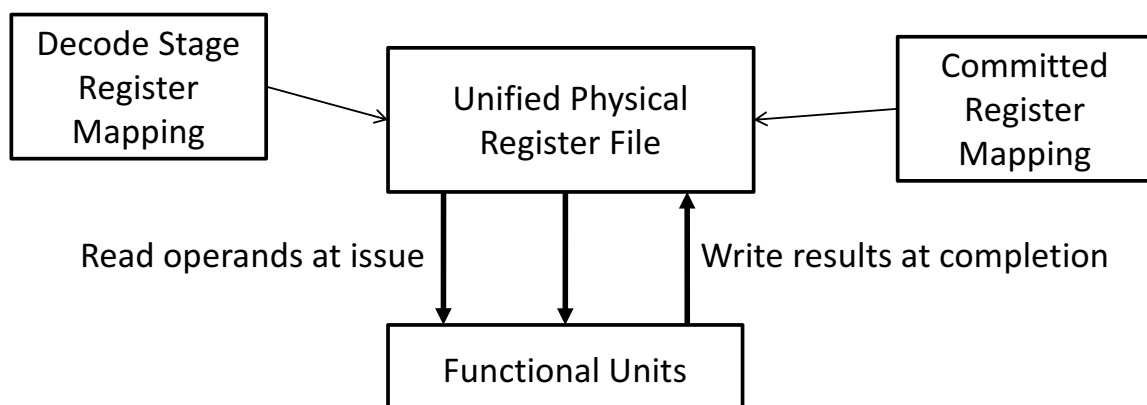 Decode Stage
Register
Mapping
Unified Physical
Register File
Committed
Register
Mapping
Read operands at issue
Write results at completion
Functional Units